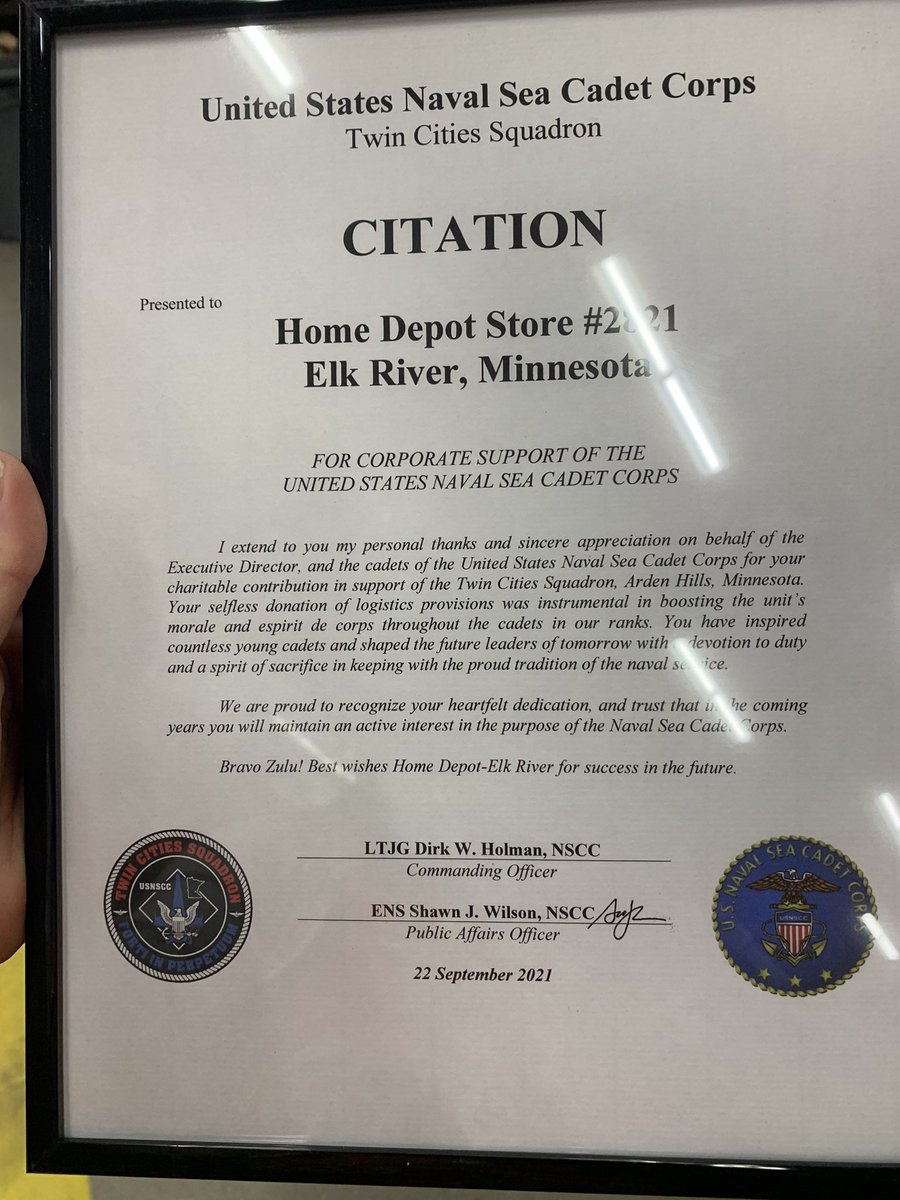 United States Naval Sea Cadet Corps
Twin Cities Squadron
CITATION
Presented to
Home Depot Store #2821
Elk River, Minnesota
FOR CORPORATE SUPPORT OF THE
UNITED STATES NAVAL SEA CADET CORPS
I extend to you my personal thanks and sincere appreciation on behalf of the
Executive Director, and the cadets of the United States Naval Sea Cadet Corps for your
charitable contribution in support of the Twin Cities Squadron, Arden Hills, Minnesota.
Your selfless donation of logistics provisions was instrumental in boosting the unit's
morale and espirit de corps throughout the cadets in our ranks. You have inspired
countless young cadets and shaped the future leaders of tomorrow with a devotion to duty
and a spirit of sacrifice in keeping with the proud tradition of the naval service.
We are proud to recognize your heartfelt dedication, and trust that in the coming
years you will maintain an active interest in the purpose of the Naval Sea Cadet Corps.
Bravo Zulu! Best wishes Home Depot-Elk River for success in the future.
LTJG Dirk W. Holman, NSCC
Commanding Officer
ENS Shawn J. Wilson, NSCC
Public Affairs Officer
22 September 2021
TWIN CITIES SQUADRON
USNSCC
FORTI IN PERPETUUM
U.S. NAVAL SEA CADET CORPS
USNSCC